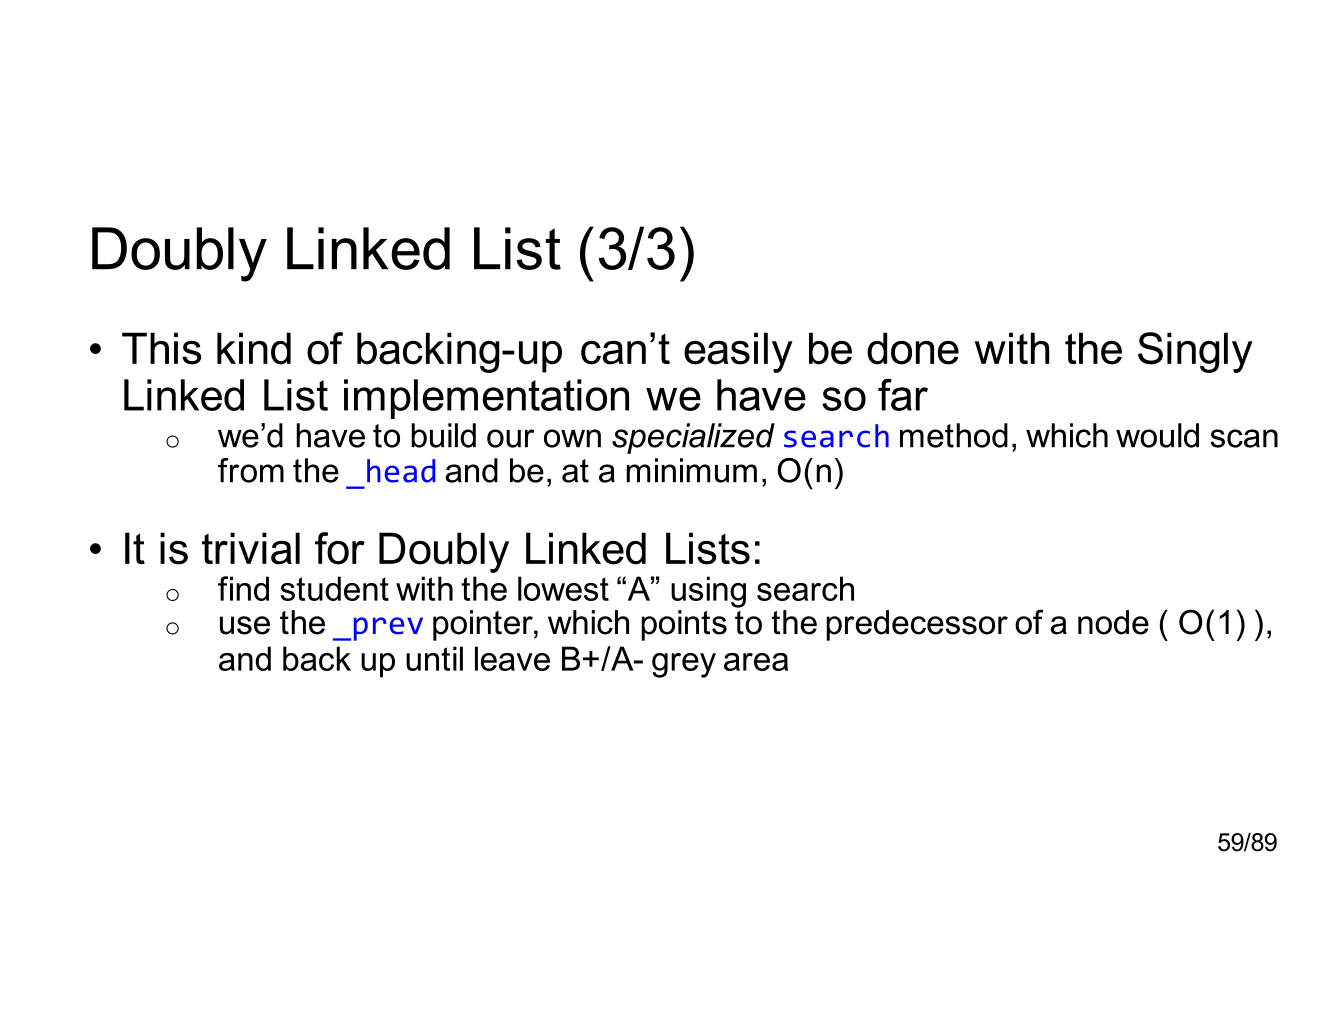 Doubly Linked List (3/3)
• This kind of backing-up can’t easily be done with the Singly
Linked List implementation we have so far
○ we’d have to build our own specialized search method, which would scan
from the _head and be, at a minimum, O(n)
• It is trivial for Doubly Linked Lists:
○ find student with the lowest “A” using search
○ use the _prev pointer, which points to the predecessor of a node ( O(1) ),
and back up until leave B+/A- grey area
59/89